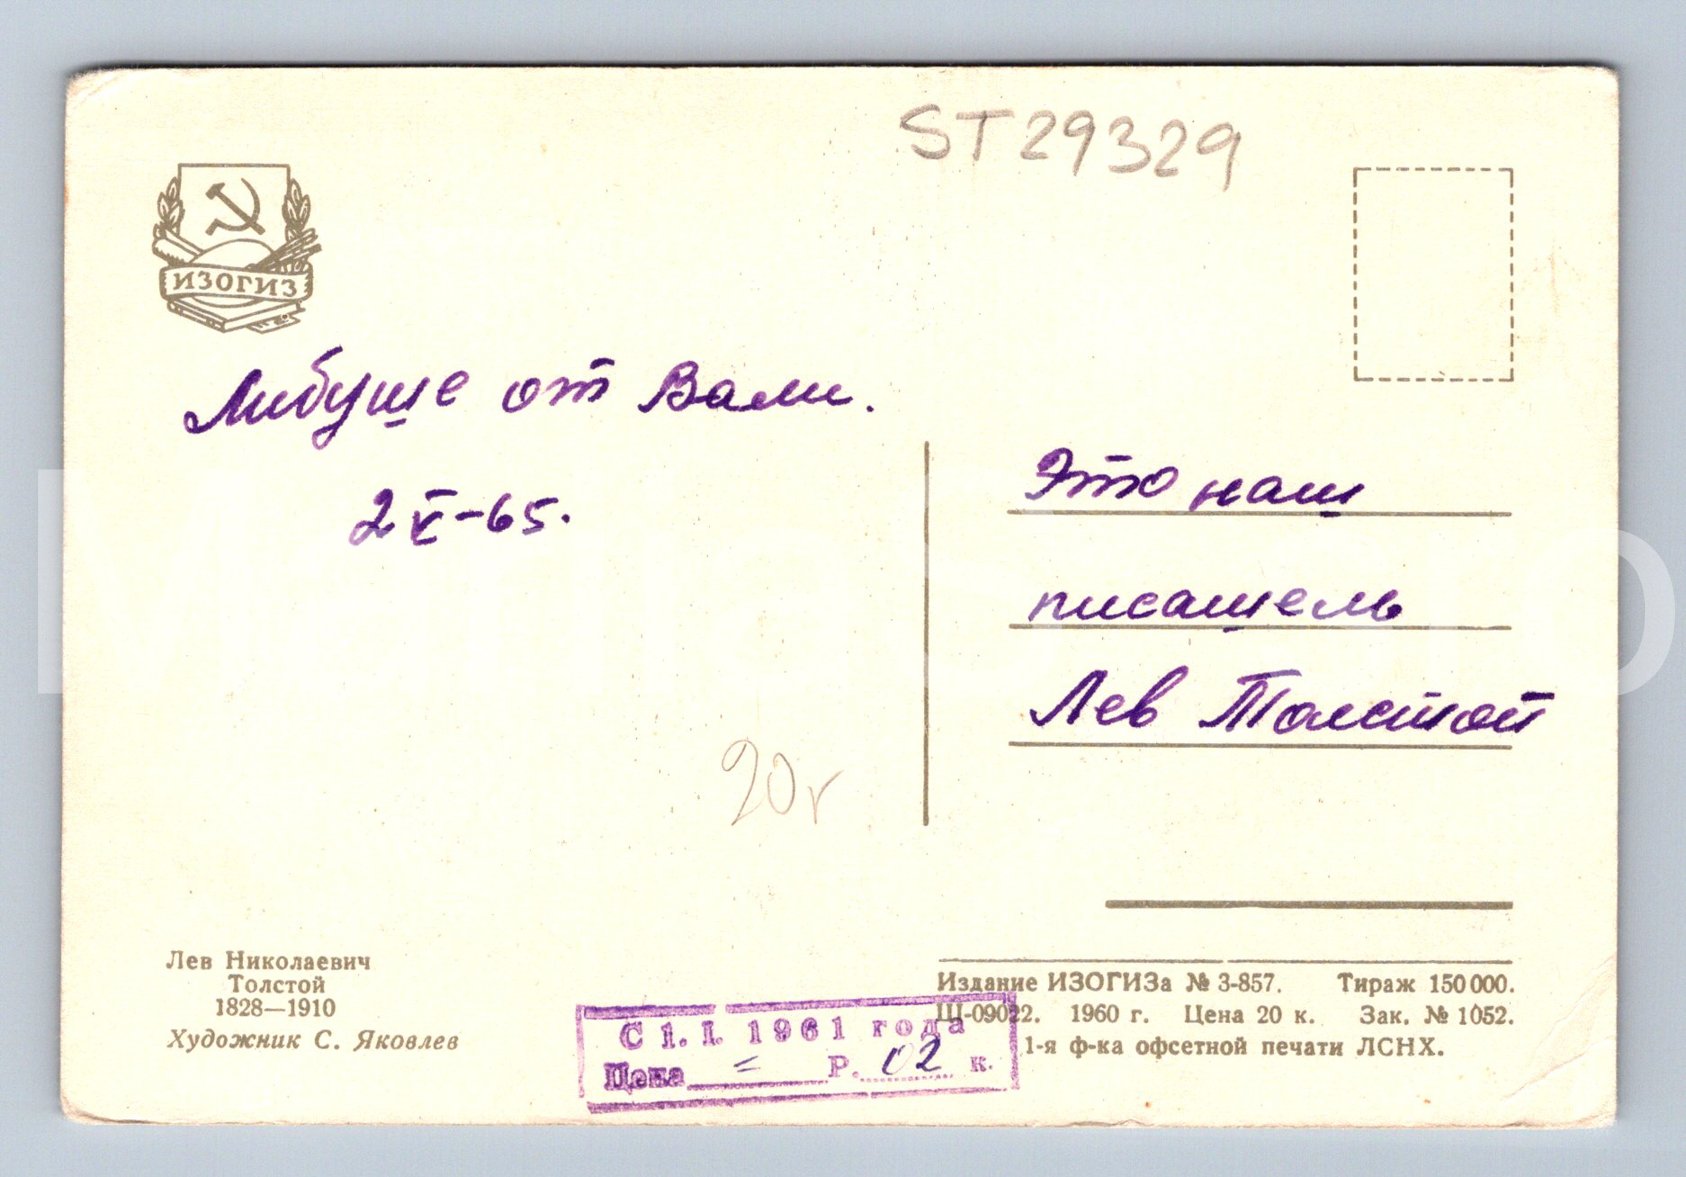 ST29329
ИЗОГИЗ
Либуше от Вали.
2 V-65.
Это наш
писатель
Лев Толстой
20г
Лев Николаевич
Толстой
1828—1910
Художник С. Яковлев
Издание ИЗОГИЗа № 3-857. Тираж 150 000.
Щ-09022. 1960 г. Цена 20 к. Зак. № 1052.
1-я ф-ка офсетной печати ЛСНХ.
С 1. I. 1961 года
Цена = Р. 02 к.